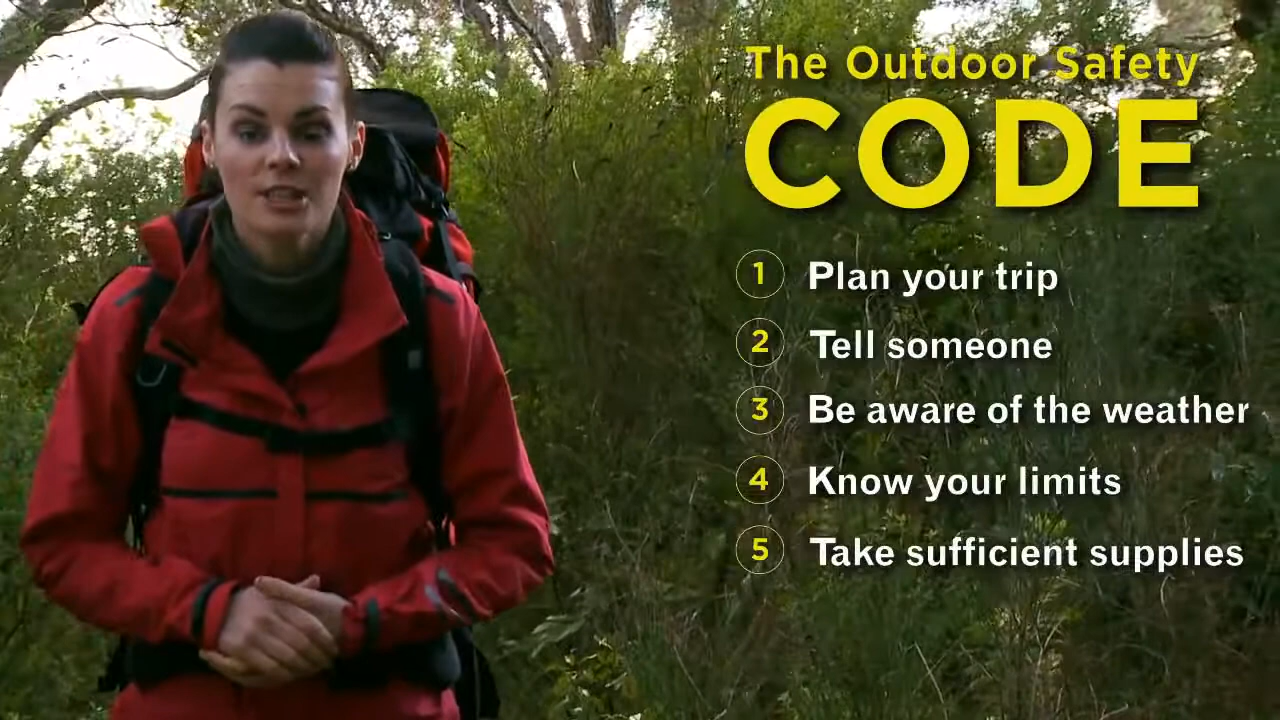 The Outdoor Safety
CODE
1 Plan your trip
2 Tell someone
3 Be aware of the weather
4 Know your limits
5 Take sufficient supplies